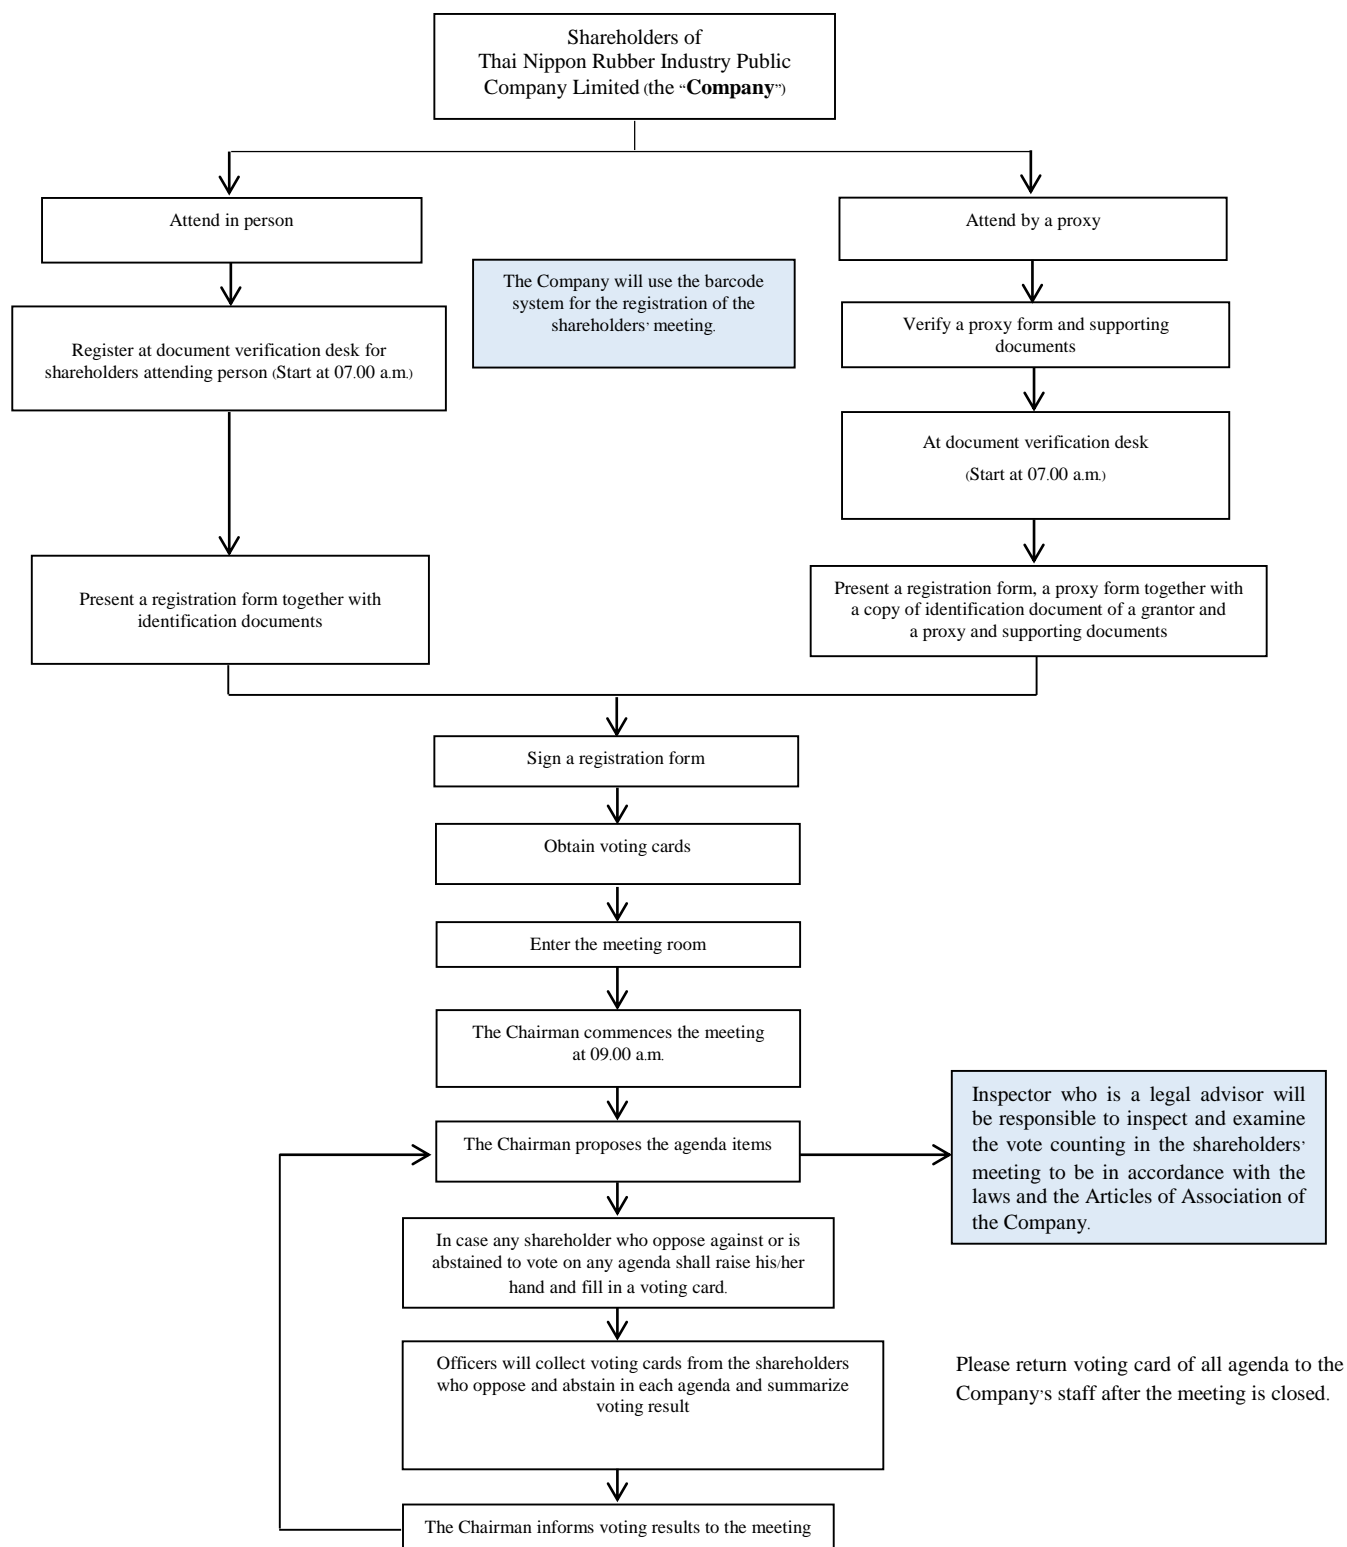 Shareholders of
Thai Nippon Rubber Industry Public
Company Limited (the “Company”)
Attend in person
Attend by a proxy
The Company will use the barcode
system for the registration of the
shareholders’ meeting.
Register at document verification desk for
shareholders attending person (Start at 07.00 a.m.)
Verify a proxy form and supporting
documents
At document verification desk
(Start at 07.00 a.m.)
Present a registration form together with
identification documents
Present a registration form, a proxy form together with
a copy of identification document of a grantor and
a proxy and supporting documents
Sign a registration form
Obtain voting cards
Enter the meeting room
The Chairman commences the meeting
at 09.00 a.m.
The Chairman proposes the agenda items
Inspector who is a legal advisor will
be responsible to inspect and examine
the vote counting in the shareholders’
meeting to be in accordance with the
laws and the Articles of Association of
the Company.
In case any shareholder who oppose against or is
abstained to vote on any agenda shall raise his/her
hand and fill in a voting card.
Officers will collect voting cards from the shareholders
who oppose and abstain in each agenda and summarize
voting result
Please return voting card of all agenda to the
Company’s staff after the meeting is closed.
The Chairman informs voting results to the meeting